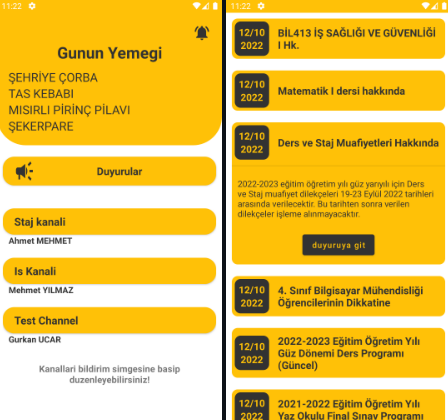 11:22
Gunun Yemegi
ŞEHRİYE ÇORBA
TAS KEBABI
MISIRLI PİRİNÇ PİLAVI
ŞEKERPARE
Duyurular
Staj kanali
Ahmet MEHMET
Is Kanali
Mehmet YILMAZ
Test Channel
Gurkan UCAR
Kanallari bildirim simgesine basip
duzenleyebilirsiniz!
11:22
12/10
2022
BİL413 İŞ SAĞLIĞI VE GÜVENLİĞİ
I Hk.
12/10
2022
Matematik I dersi hakkında
12/10
2022
Ders ve Staj Muafiyetleri Hakkında
2022-2023 eğitim öğretim yılı güz yarıyılı için Ders
ve Staj muafiyet dilekçeleri 19-23 Eylül 2022 tarihleri
arasında verilecektir. Bu tarihten sonra verilen
dilekçeler işleme alınmayacaktır.
duyuruya git
12/10
2022
4. Sınıf Bilgisayar Mühendisliği
Öğrencilerinin Dikkatine
12/10
2022
2022-2023 Eğitim Öğretim Yılı
Güz Dönemi Ders Programı
(Güncel)
12/10
2022
2021-2022 Eğitim Öğretim Yılı
Yaz Okulu Final Sınav Programı